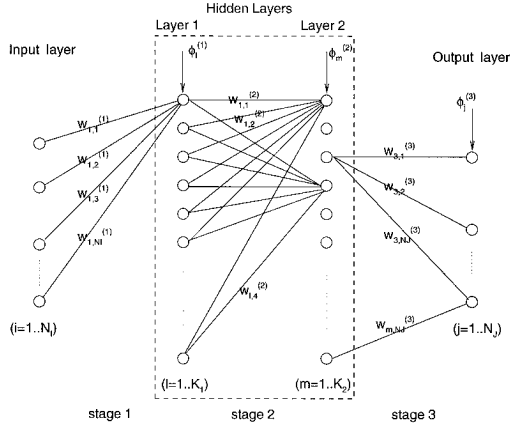 Hidden Layers
Layer 1
Layer 2
Input layer
Output layer
ϕ_l^(1)
ϕ_m^(2)
ϕ_j^(3)
W_1,1^(1)
W_1,2^(1)
W_1,3^(1)
W_1,NI^(1)
W_1,1^(2)
W_1,2^(2)
W_l,4^(2)
W_3,1^(3)
W_3,2^(3)
W_3,NJ^(3)
W_m,NJ^(3)
(i=1..N_I)
(l=1..K_1)
(m=1..K_2)
(j=1..N_J)
stage 1
stage 2
stage 3